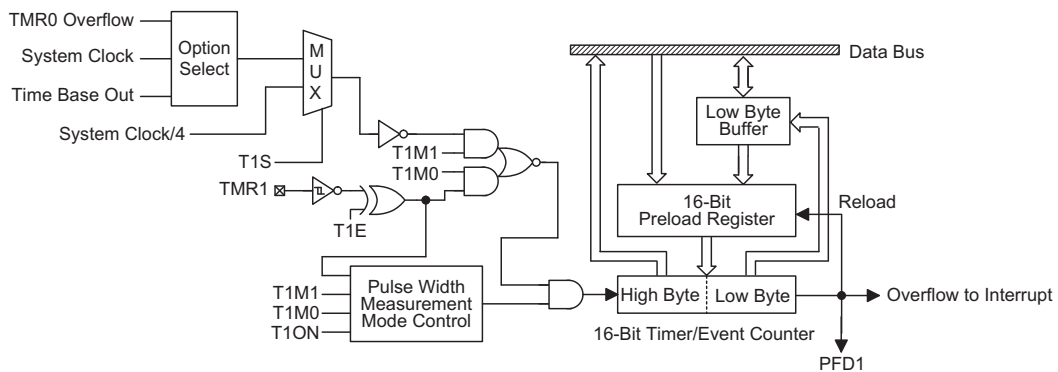 TMR0 Overflow
System Clock
Time Base Out
Option
Select
M
U
X
System Clock/4
T1S
TMR1
T1E
T1M1
T1M0
T1M1
T1M0
T1ON
Pulse Width
Measurement
Mode Control
Data Bus
Low Byte
Buffer
16-Bit
Preload Register
Reload
High Byte
Low Byte
Overflow to Interrupt
16-Bit Timer/Event Counter
PFD1